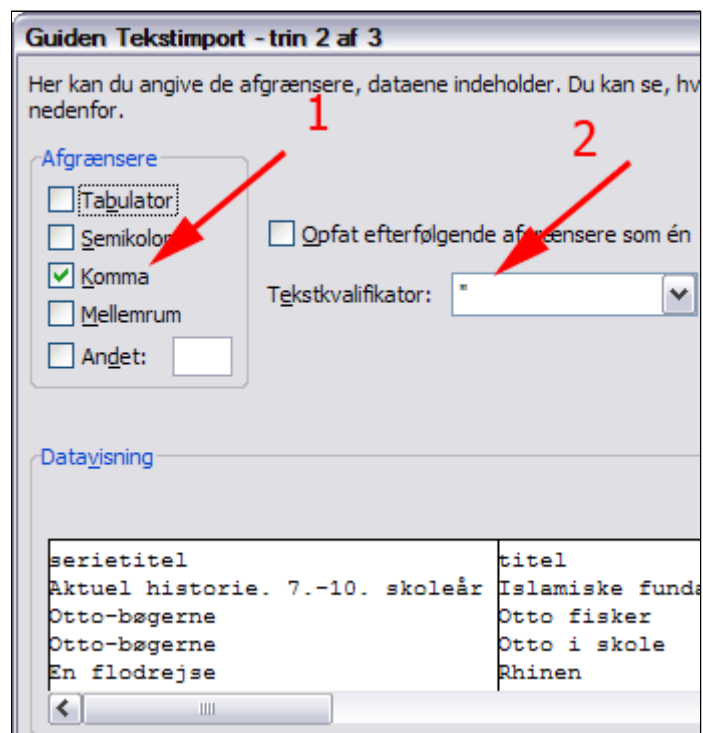 Guiden Tekstimport - trin 2 af 3
Her kan du angive de afgrænsere, dataene indeholder. Du kan se, hv
nedenfor.
1
2
Afgrænsere
Tabulator
Semikolon
Opfat efterfølgende afgrænsere som én
Komma
Tekstkvalifikator: "
Mellemrum
Andet:
Datavisning
serietitel titel
Aktuel historie. 7.-10. skoleår Islamiske funda
Otto-bøgerne Otto fisker
Otto-bøgerne Otto i skole
En flodrejse Rhinen